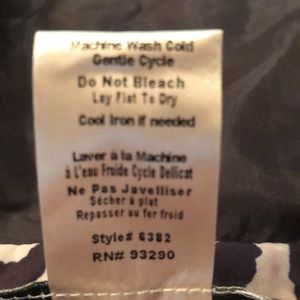 Machine Wash Cold
Gentle Cycle
Do Not Bleach
Lay Flat To Dry
Cool Iron if needed
Laver à la Machine
à L'eau Froide Cycle Dellicat
Ne Pas Javelliser
Sécher à plat
Repasser au fer froid
Style# 6382
RN# 93290